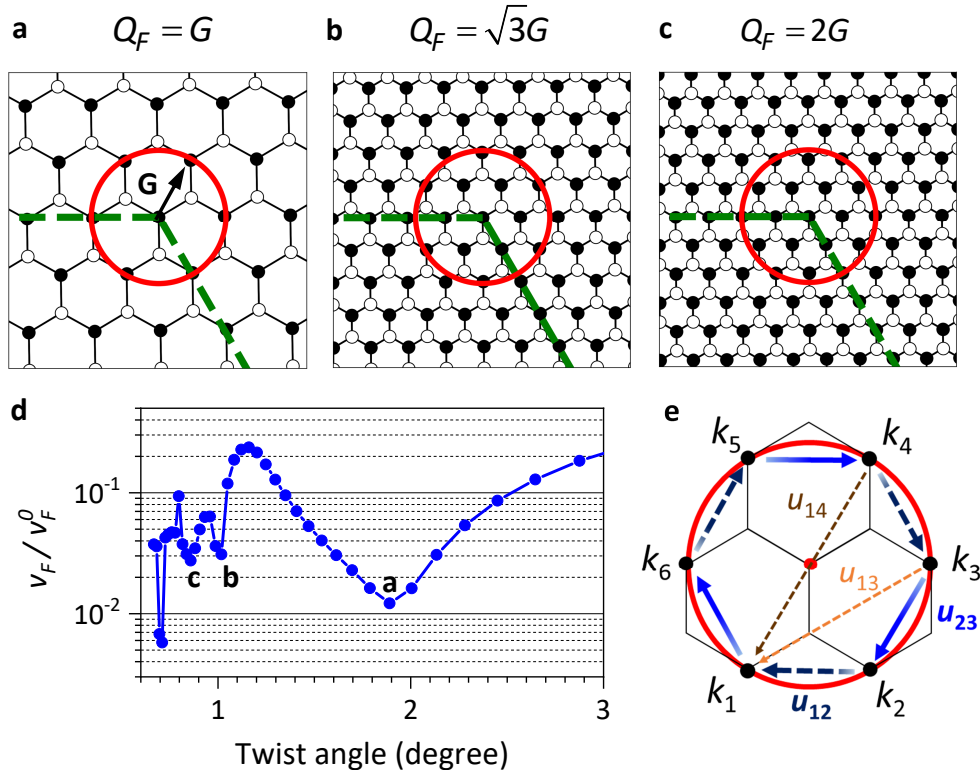 a
Q_F = G
b
Q_F = √3G
c
Q_F = 2G
G
d
v_F / v_F^0
10^-1
10^-2
c
b
a
1
2
3
Twist angle (degree)
e
k_5
k_4
u_14
k_6
u_13
k_3
u_23
k_1
u_12
k_2